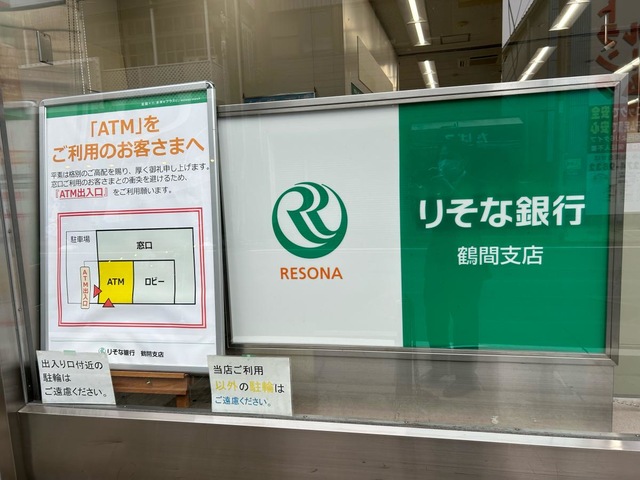 「ATM」を
ご利用のお客さまへ
平素は格別のご高配を賜り、厚く御礼申し上げます。
窓口ご利用のお客さまとの衝突を避けるため、
『ATM出入口』をご利用願います。
駐車場
窓口
ATM
ロビー
ATM出入口
りそな銀行 鶴間支店
RESONA
りそな銀行
鶴間支店
出入り口付近の
駐輪は
ご遠慮ください。
当店ご利用
以外の駐輪は
ご遠慮ください。